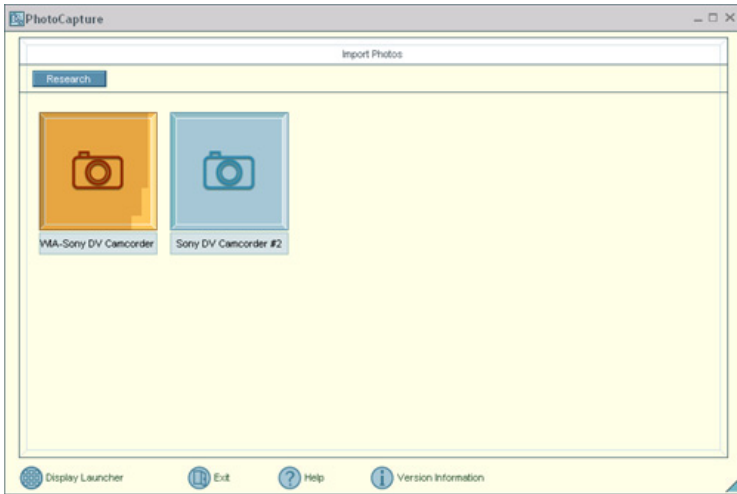 PhotoCapture
Import Photos
Research
WIA-Sony DV Camcorder
Sony DV Camcorder #2
Display Launcher
Exit
Help
Version Information